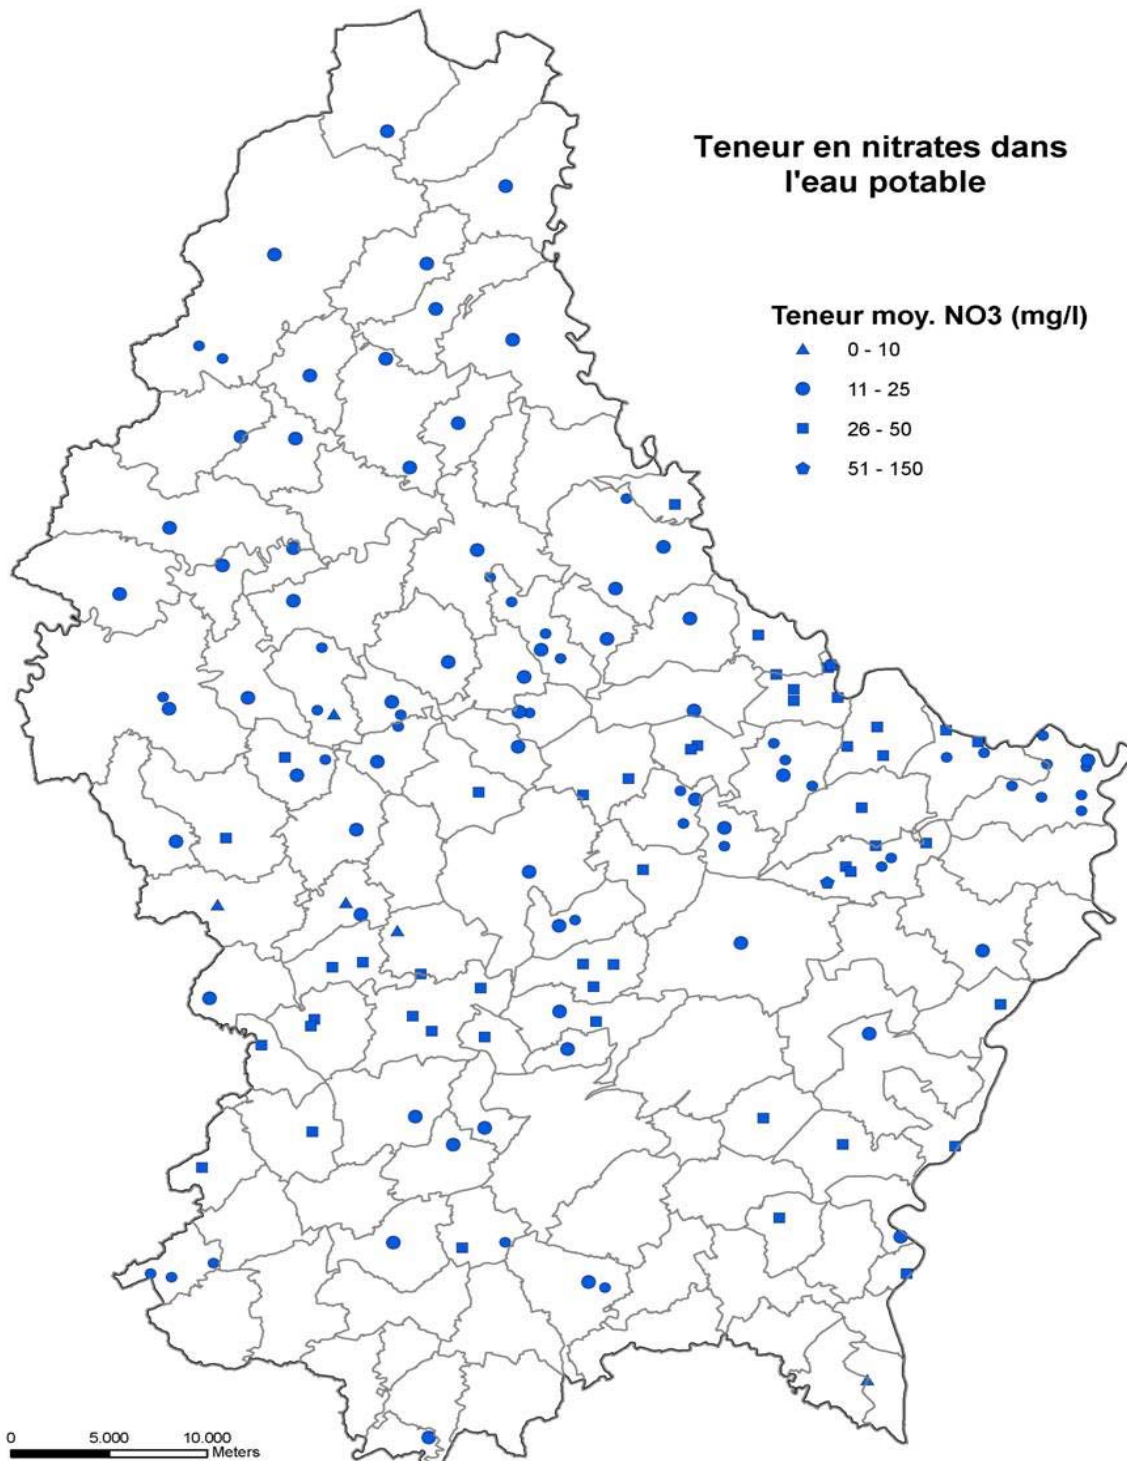 Teneur en nitrates dans
l'eau potable
Teneur moy. NO3 (mg/l)
0 - 10
11 - 25
26 - 50
51 - 150
0 5.000 10.000
Meters